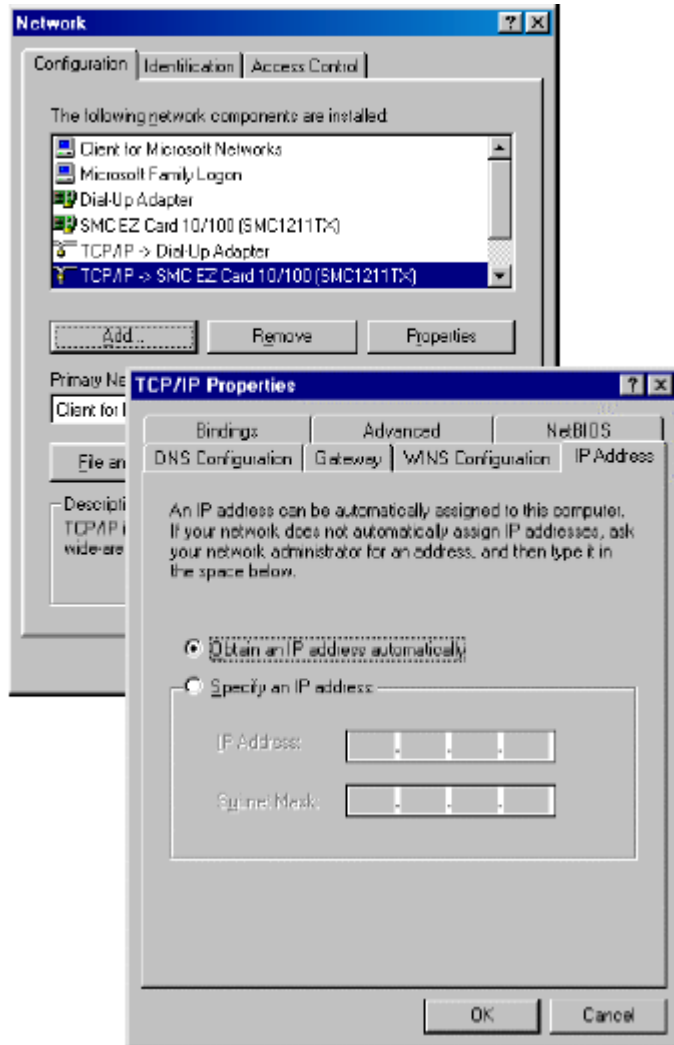 Network
Configuration Identification Access Control
The following network components are installed:
Client for Microsoft Networks
Microsoft Family Logon
Dial-Up Adapter
SMC EZ Card 10/100 (SMC1211TX)
TCP/IP -> Dial-Up Adapter
TCP/IP -> SMC EZ Card 10/100 (SMC1211TX)
Add... Remove Properties
Primary Ne
Client for
File an
Descripti
TCP/IP i
wide-are
TCP/IP Properties
Bindings Advanced NetBIOS
DNS Configuration Gateway WINS Configuration IP Address
An IP address can be automatically assigned to this computer.
If your network does not automatically assign IP addresses, ask
your network administrator for an address, and then type it in
the space below.
Obtain an IP address automatically
Specify an IP address:
IP Address:
Subnet Mask:
OK Cancel